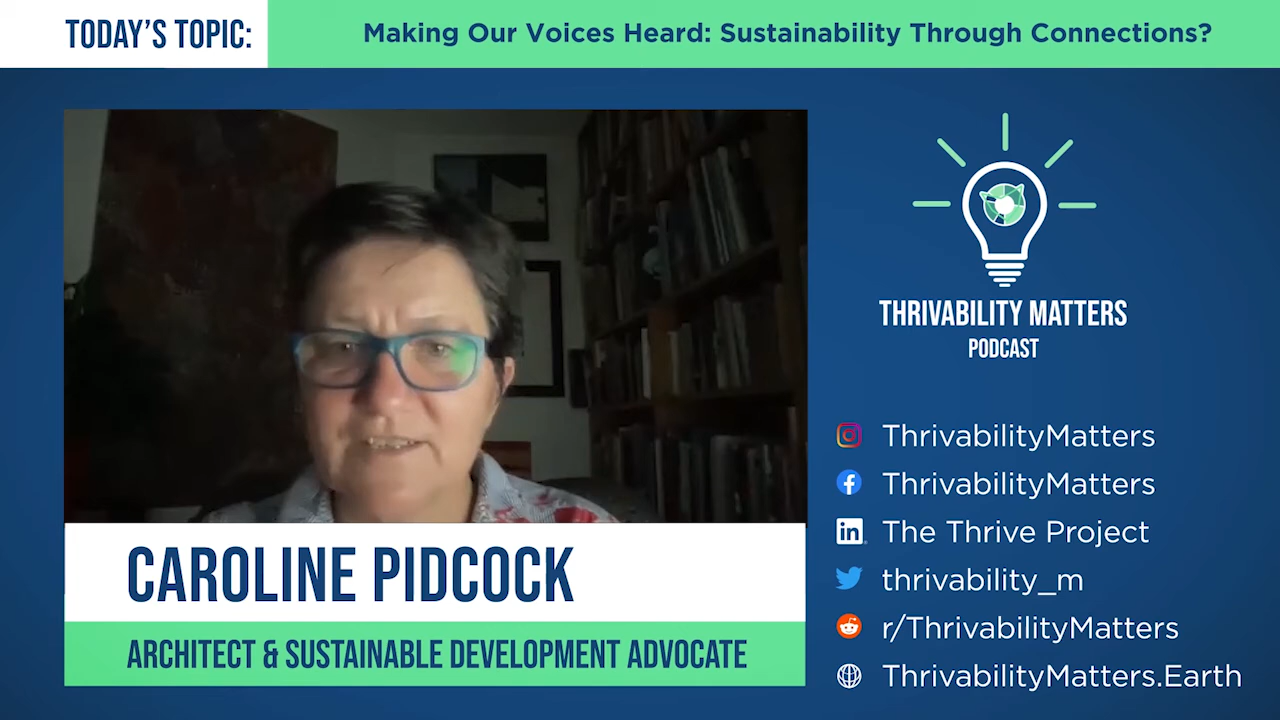 TODAY'S TOPIC:
Making Our Voices Heard: Sustainability Through Connections?
THRIVABILITY MATTERS
PODCAST
ThrivabilityMatters
ThrivabilityMatters
in The Thrive Project
thrivability_m
r/ThrivabilityMatters
ThrivabilityMatters.Earth
CAROLINE PIDCOCK
ARCHITECT & SUSTAINABLE DEVELOPMENT ADVOCATE